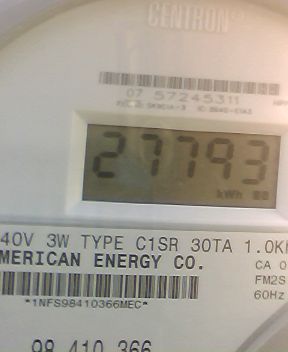 CENTRON
07 57245311
27793
kWh
40V 3W TYPE C1SR 30TA 1.0K
MERICAN ENERGY CO.
CA 0
FM2S
60Hz
*1NFS98410366MEC*
98 410 366